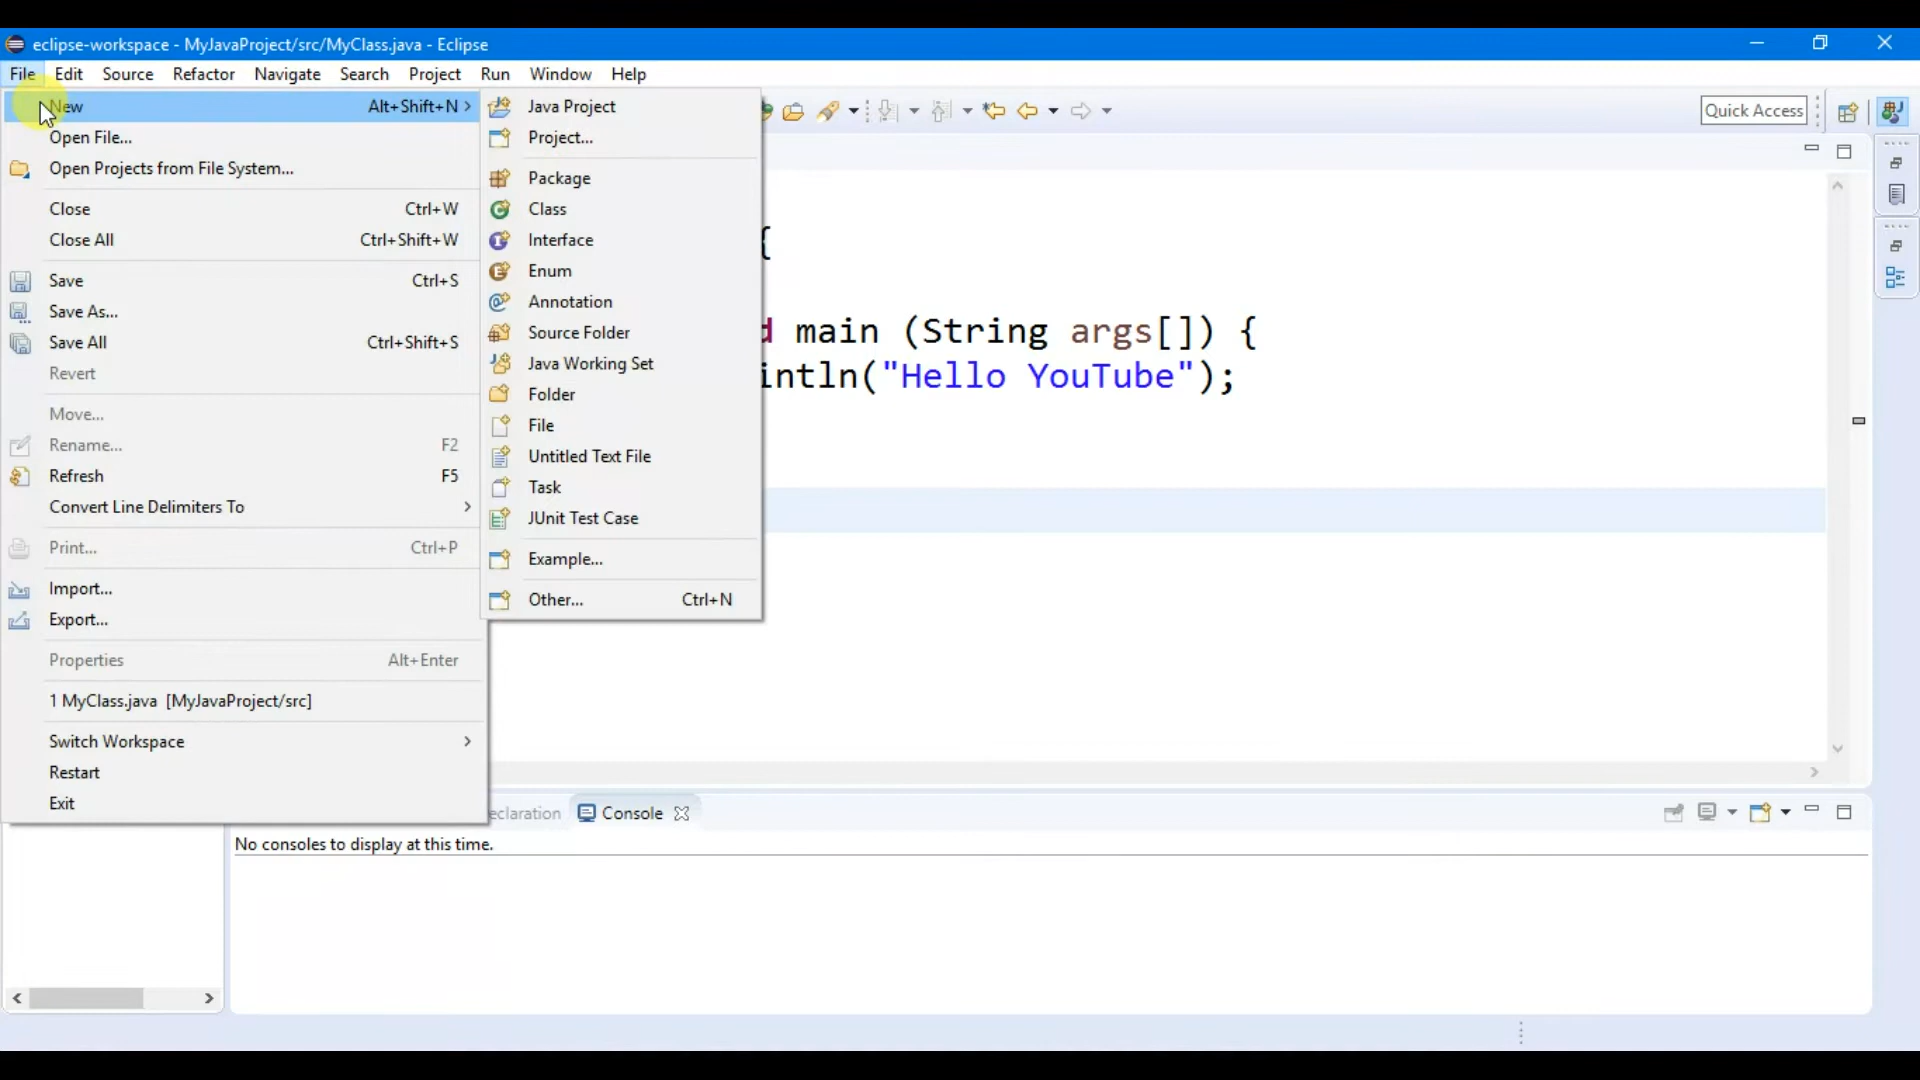 eclipse-workspace - MyJavaProject/src/MyClass.java - Eclipse
File Edit Source Refactor Navigate Search Project Run Window Help
New Alt+Shift+N
Open File...
Open Projects from File System...
Close Ctrl+W
Close All Ctrl+Shift+W
Save Ctrl+S
Save As...
Save All Ctrl+Shift+S
Revert
Move...
Rename... F2
Refresh F5
Convert Line Delimiters To
Print... Ctrl+P
Import...
Export...
Properties Alt+Enter
1 MyClass.java [MyJavaProject/src]
Switch Workspace
Restart
Exit
Java Project
Project...
Package
Class
Interface
Enum
Annotation
Source Folder
Java Working Set
Folder
File
Untitled Text File
Task
JUnit Test Case
Example...
Other... Ctrl+N
Quick Access
{
d main (String args[]) {
intln("Hello YouTube");
eclaration Console
No consoles to display at this time.